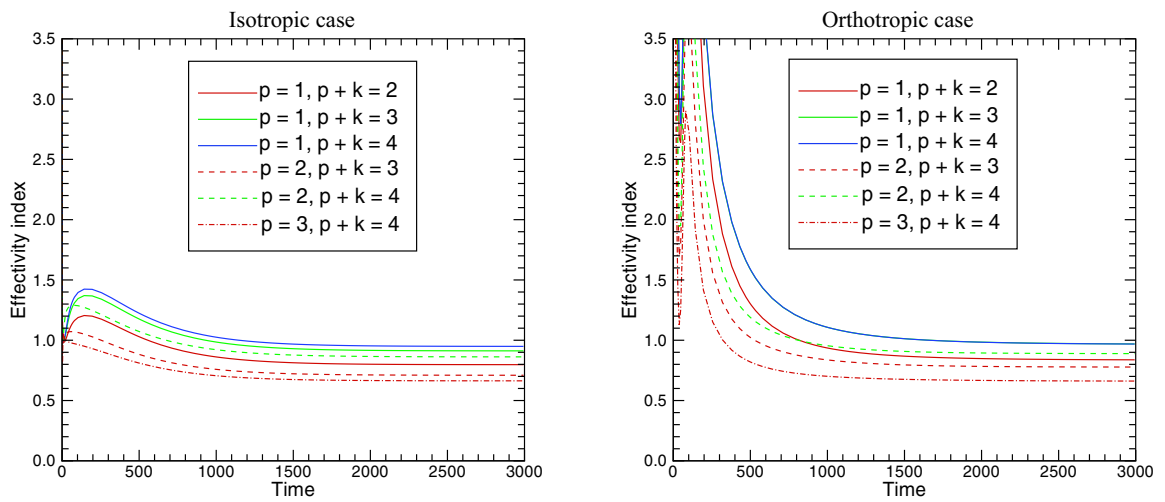 Isotropic case
3.5
3.0
2.5
2.0
1.5
1.0
0.5
0.0
Effectivity index
p = 1, p + k = 2
p = 1, p + k = 3
p = 1, p + k = 4
p = 2, p + k = 3
p = 2, p + k = 4
p = 3, p + k = 4
0 500 1000 1500 2000 2500 3000
Time
Orthotropic case
3.5
3.0
2.5
2.0
1.5
1.0
0.5
0.0
Effectivity index
p = 1, p + k = 2
p = 1, p + k = 3
p = 1, p + k = 4
p = 2, p + k = 3
p = 2, p + k = 4
p = 3, p + k = 4
0 500 1000 1500 2000 2500 3000
Time